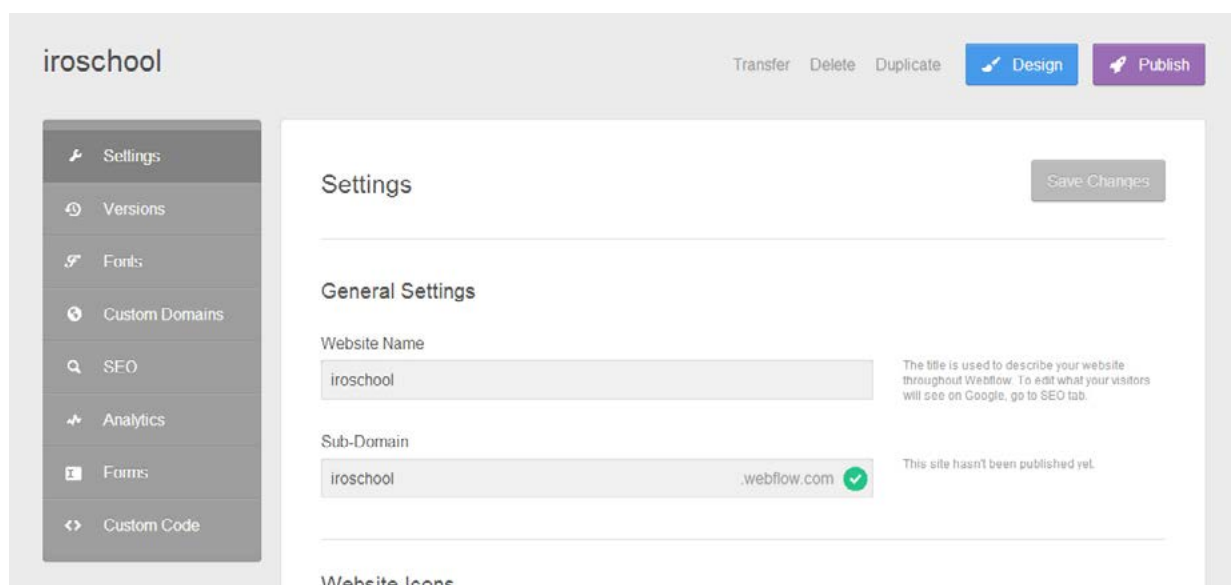 iroschool
Transfer Delete Duplicate Design Publish
Settings
Versions
Fonts
Custom Domains
SEO
Analytics
Forms
Custom Code
Settings
Save Changes
General Settings
Website Name
iroschool
The title is used to describe your website
throughout Webflow. To edit what your visitors
will see on Google, go to SEO tab.
Sub-Domain
iroschool .webflow.com
This site hasn't been published yet.
Website Icons